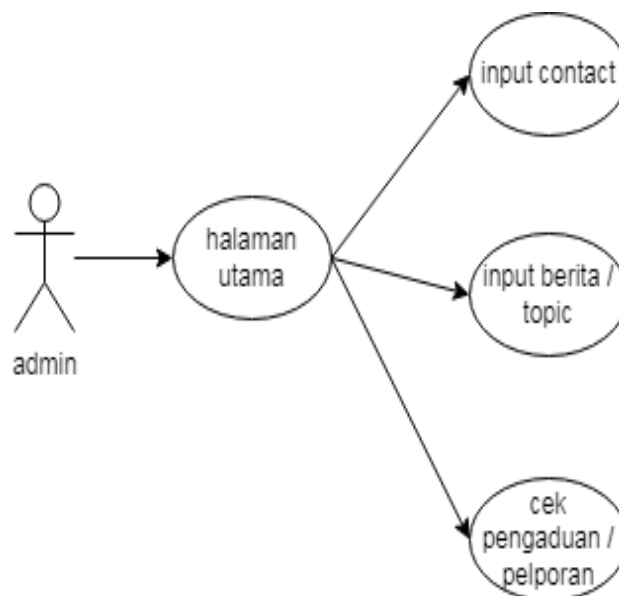 input contact
halaman
utama
input berita /
topic
admin
cek
pengaduan /
pelporan